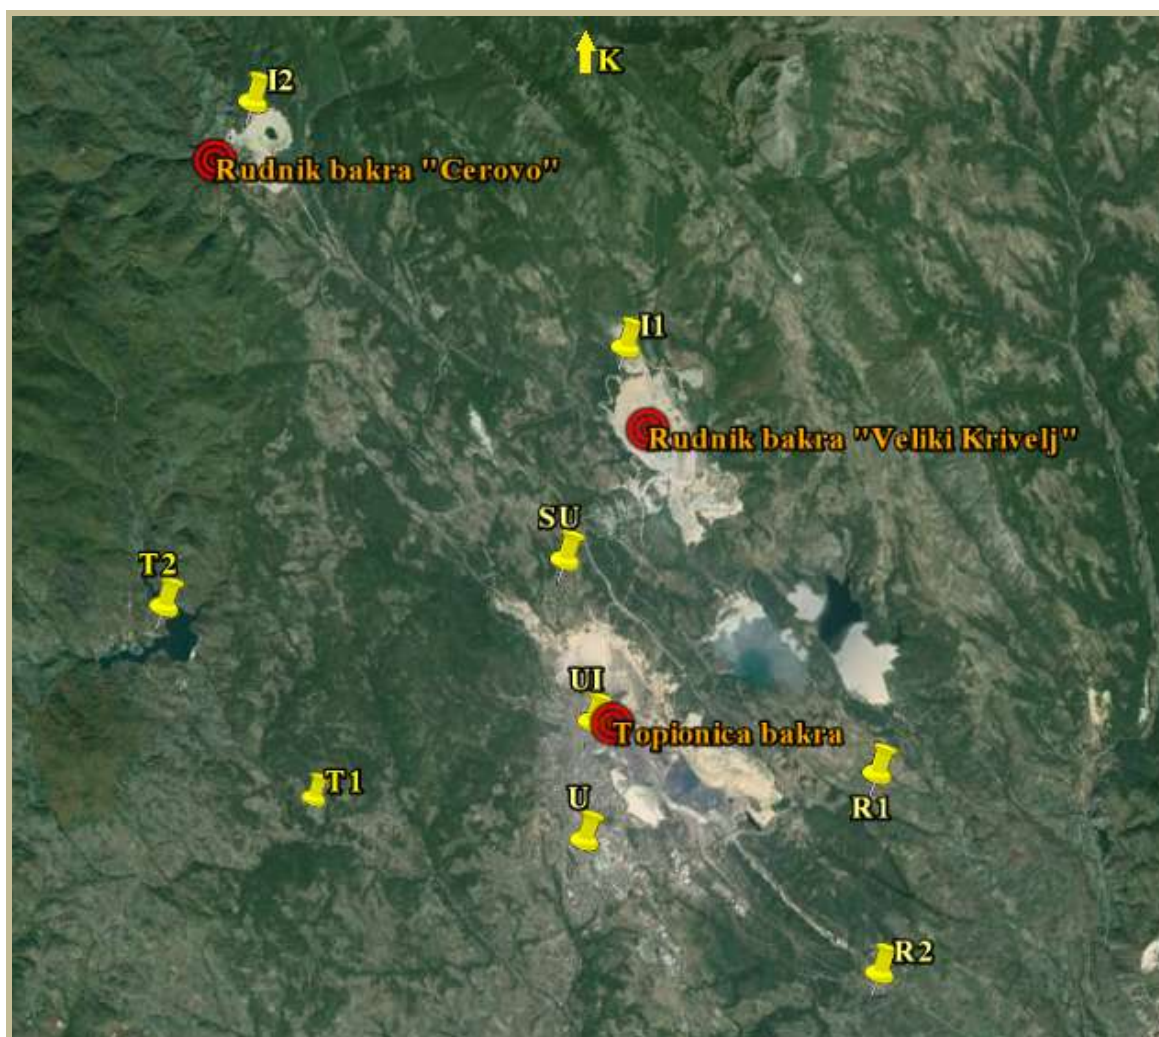 K
I2
Rudnik bakra "Cerovo"
I1
Rudnik bakra "Veliki Krivelj"
SU
T2
UI
Topionica bakra
T1
U
R1
R2